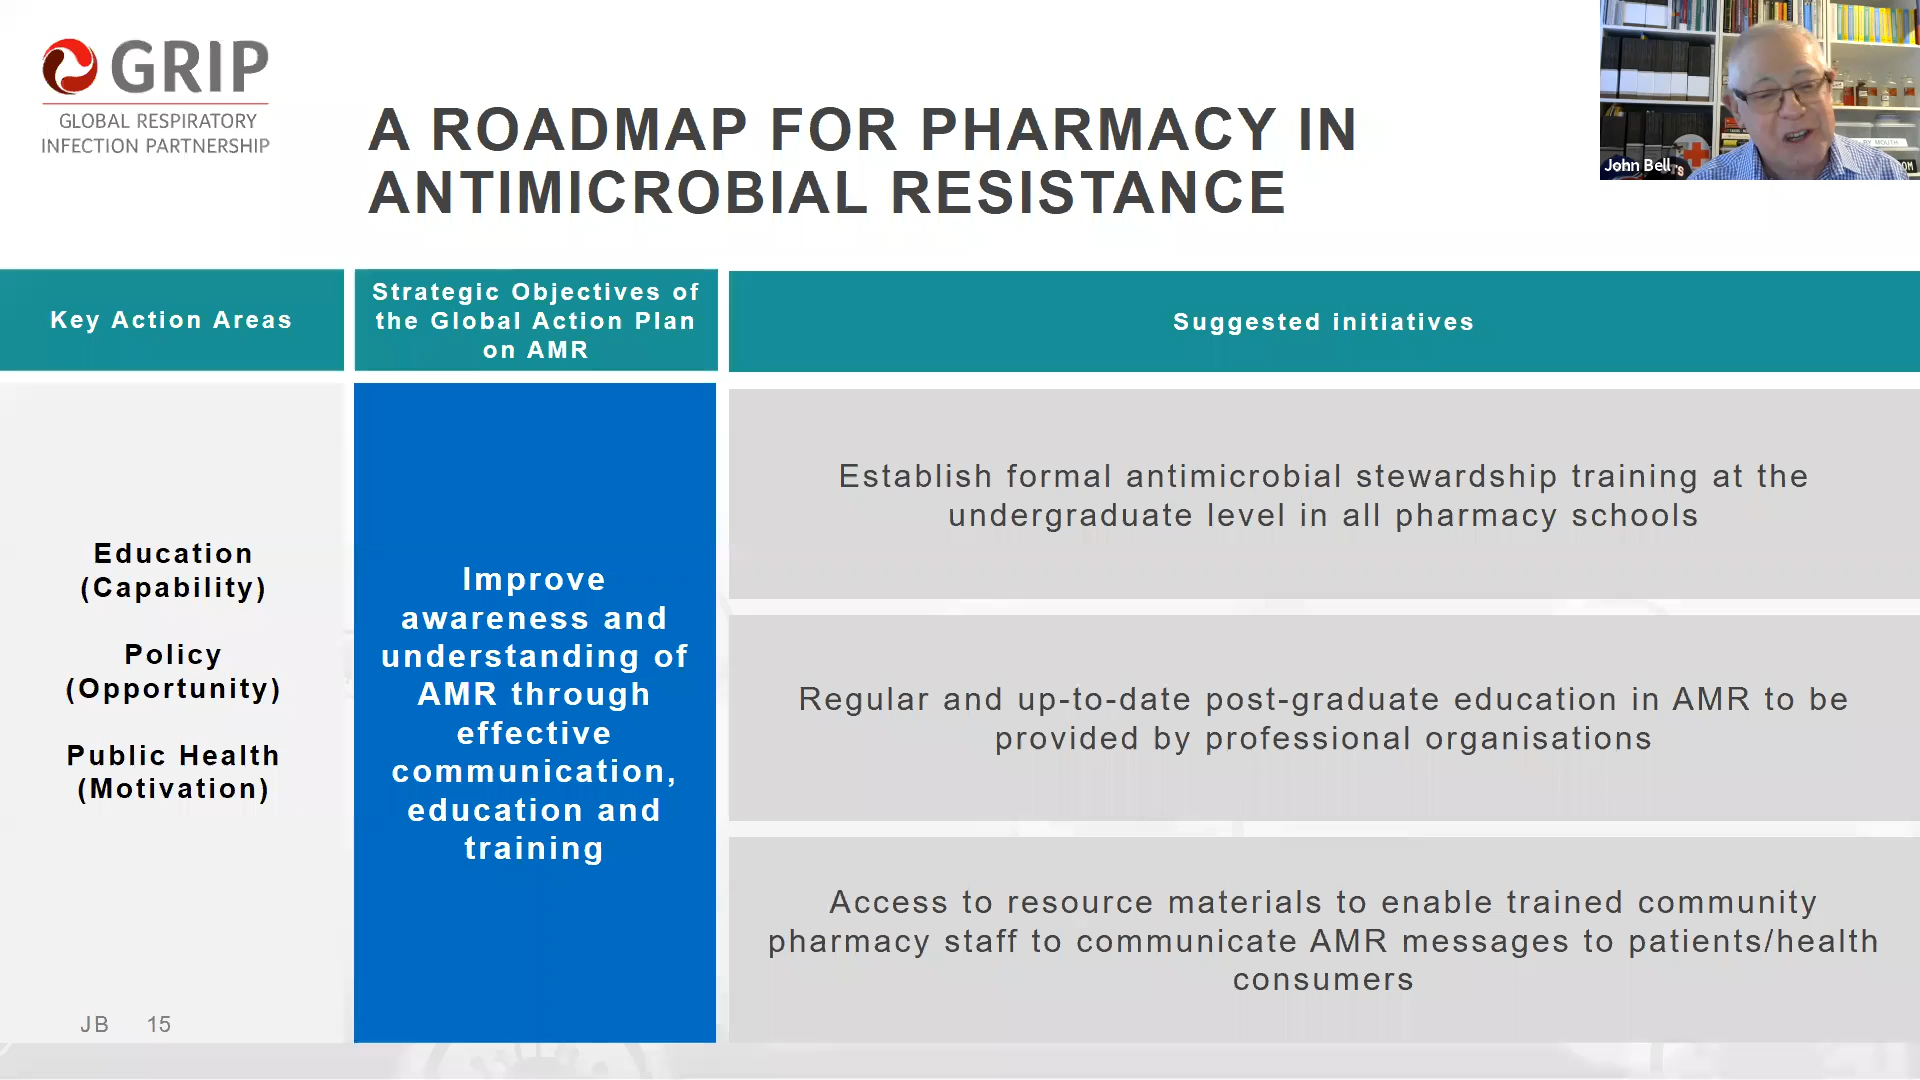 GRIP
GLOBAL RESPIRATORY
INFECTION PARTNERSHIP
A ROADMAP FOR PHARMACY IN
ANTIMICROBIAL RESISTANCE
John Bell
Key Action Areas
Strategic Objectives of
the Global Action Plan
on AMR
Suggested initiatives
Education
(Capability)
Policy
(Opportunity)
Public Health
(Motivation)
Improve
awareness and
understanding of
AMR through
effective
communication,
education and
training
Establish formal antimicrobial stewardship training at the
undergraduate level in all pharmacy schools
Regular and up-to-date post-graduate education in AMR to be
provided by professional organisations
Access to resource materials to enable trained community
pharmacy staff to communicate AMR messages to patients/health
consumers
JB 15